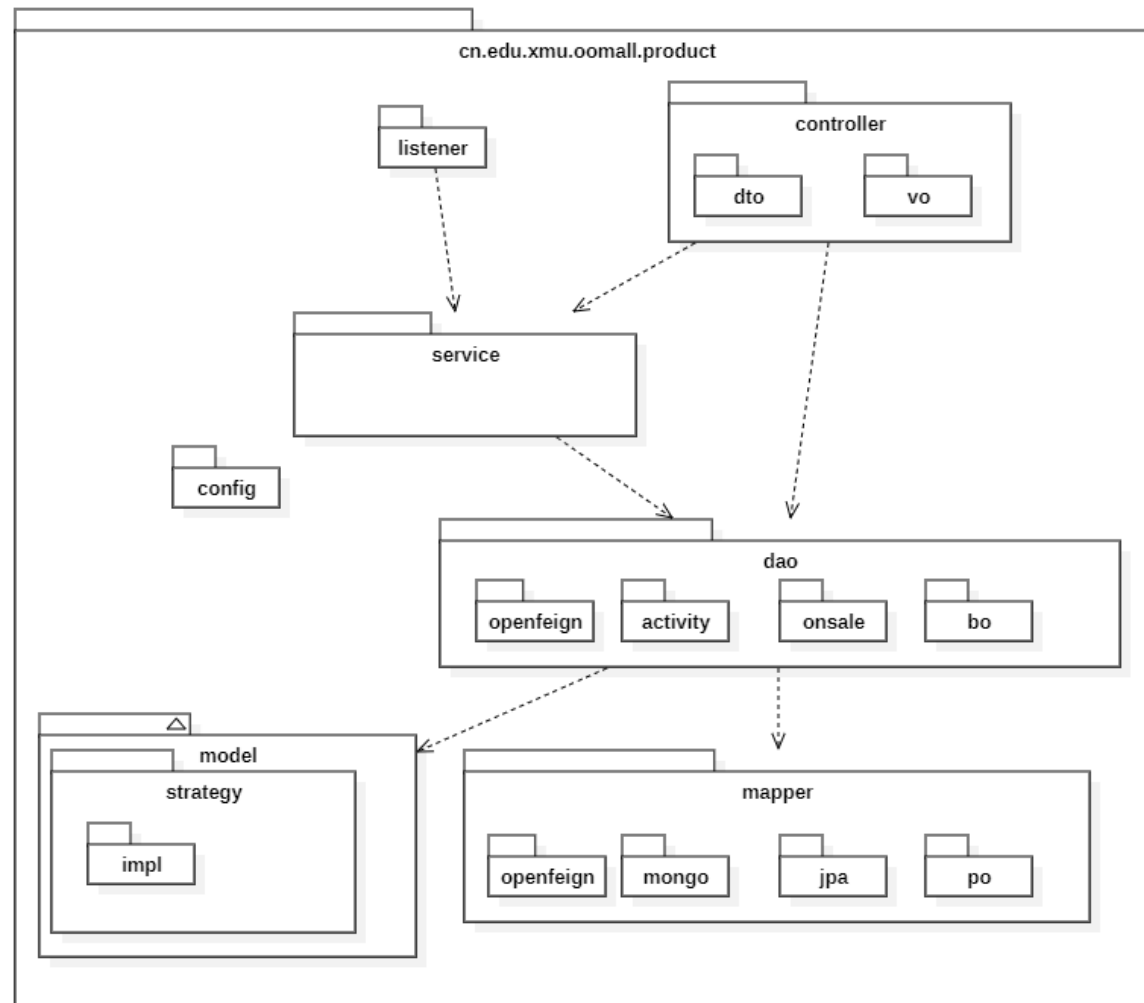 cn.edu.xmu.oomall.product
controller
listener
dto
vo
service
config
dao
openfeign
activity
onsale
bo
model
strategy
impl
mapper
openfeign
mongo
jpa
po